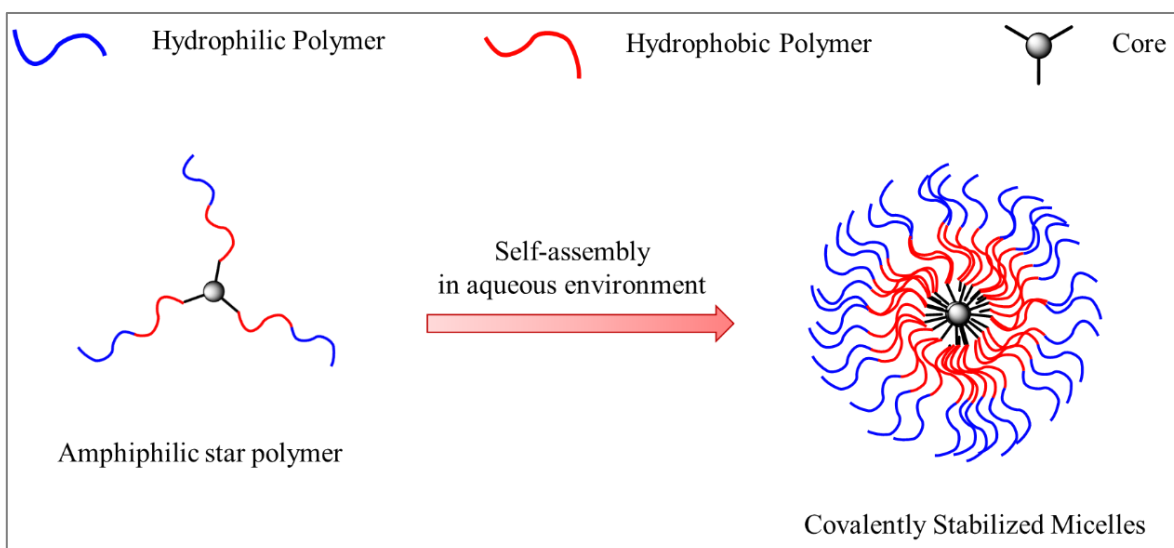 Hydrophilic Polymer
Hydrophobic Polymer
Core
Self-assembly
in aqueous environment
Amphiphilic star polymer
Covalently Stabilized Micelles